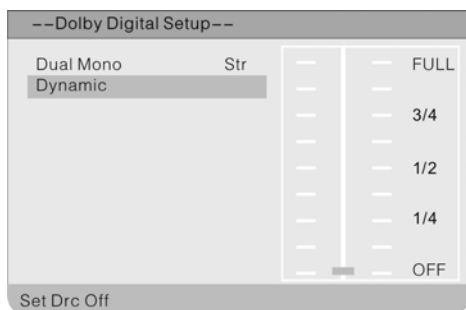 --Dolby Digital Setup--
Dual Mono Str
Dynamic
FULL
3/4
1/2
1/4
OFF
Set Drc Off